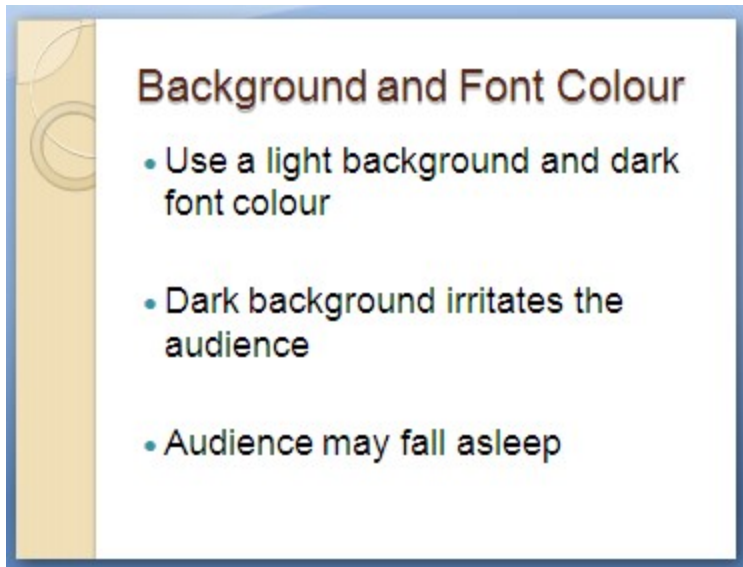 Background and Font Colour
• Use a light background and dark
font colour
• Dark background irritates the
audience
• Audience may fall asleep